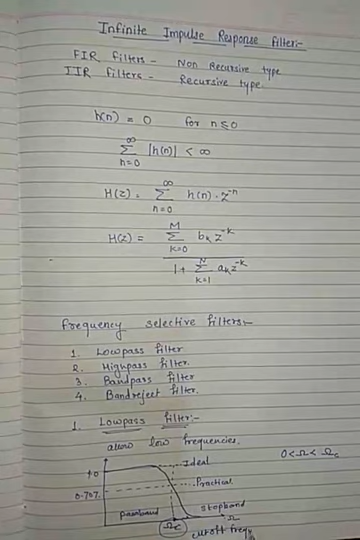 Infinite Impulse Response filter:-
FIR filters - Non Recursive type
IIR filters - Recursive type.
h(n) = 0 for n≤0
∞
∑ |h(n)| < ∞
n=0
∞
H(z) = ∑ h(n)·z⁻ⁿ
n=0
M
H(z) = ∑ bₖ z⁻ᵏ
k=0
N
1+ ∑ aₖ z⁻ᵏ
k=1
frequency selective filters:-
1. Lowpass filter
2. Highpass filter.
3. Bandpass filter
4. Bandreject filter.
1. Lowpass filter:-
allow low frequencies.
1.0 Ideal 0<Ω<Ωc
0.707 Practical
passband stopband
Ωc Ω
cutoff freq